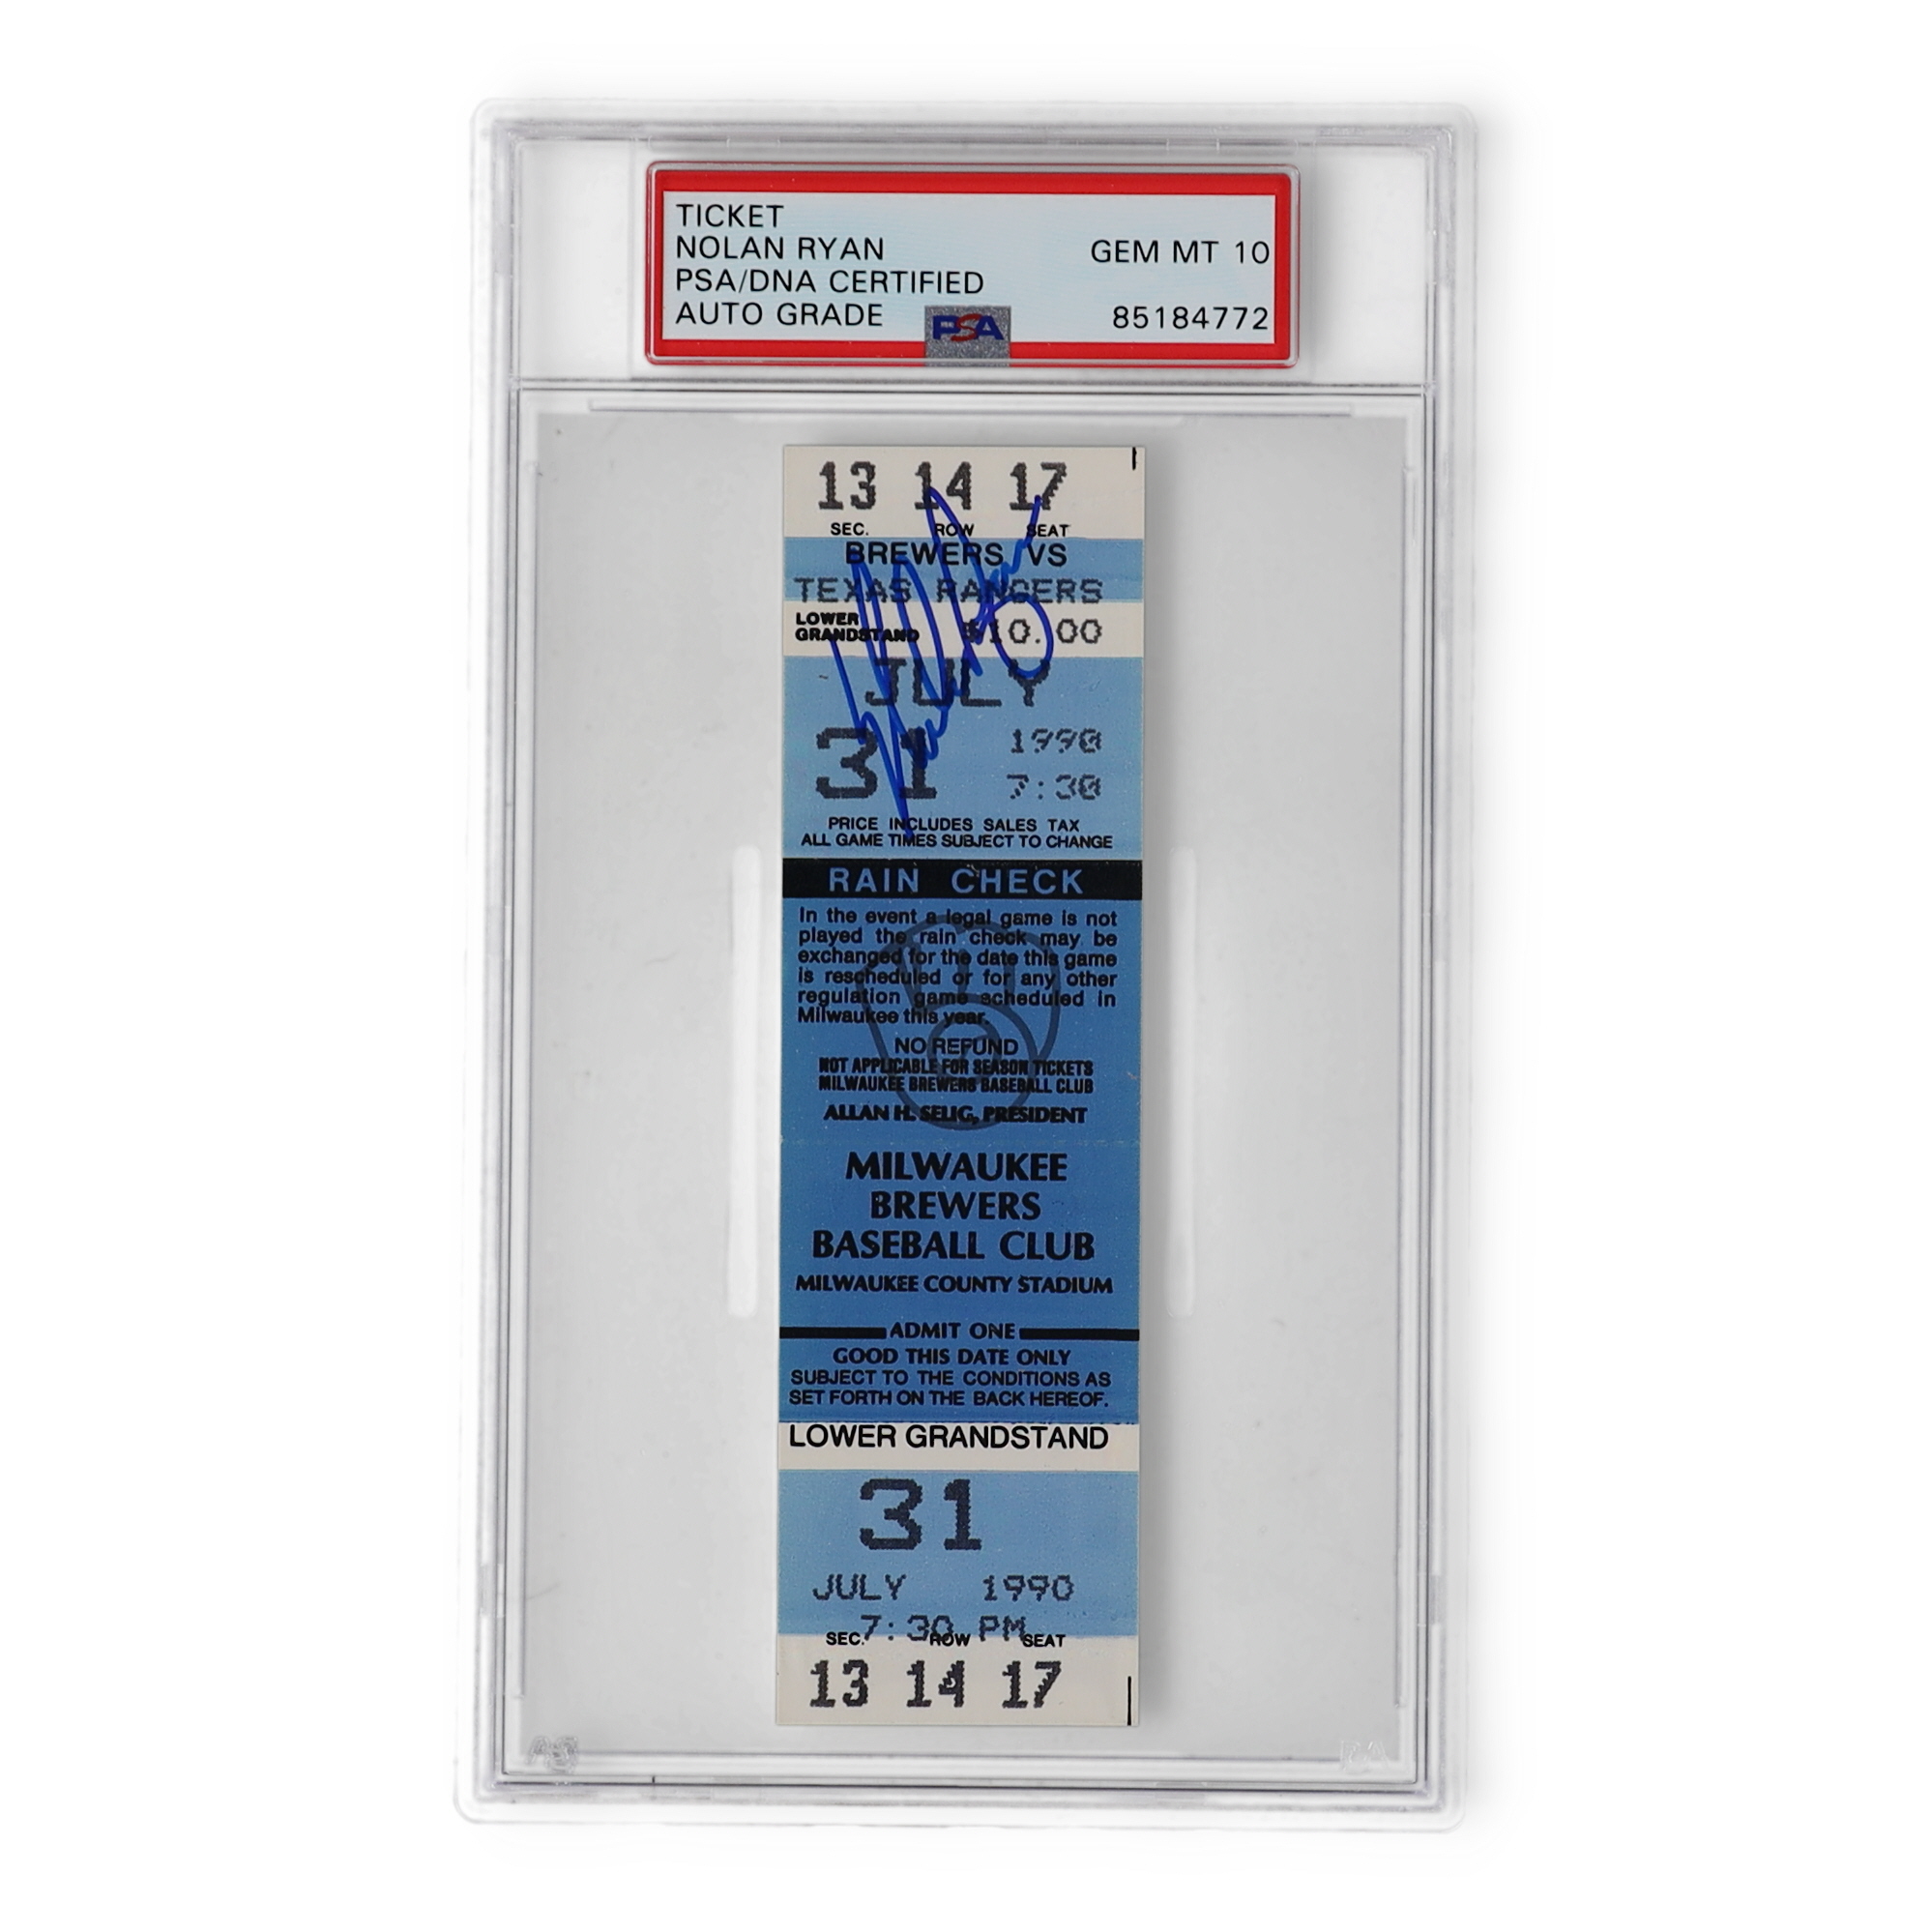 TICKET
NOLAN RYAN
PSA/DNA CERTIFIED
AUTO GRADE
GEM MT 10
85184772
PSA
13 14 17
SEC. ROW SEAT
BREWERS VS
TEXAS RANGERS
LOWER
GRANDSTAND $10.00
JULY
31 1990
7:30
PRICE INCLUDES SALES TAX
ALL GAME TIMES SUBJECT TO CHANGE
RAIN CHECK
In the event a legal game is not
played the rain check may be
exchanged for the date this game
is rescheduled or for any other
regulation game scheduled in
Milwaukee this year.
NO REFUND
NOT APPLICABLE FOR SEASON TICKETS
MILWAUKEE BREWERS BASEBALL CLUB
ALLAN H. SELIG, PRESIDENT
MILWAUKEE
BREWERS
BASEBALL CLUB
MILWAUKEE COUNTY STADIUM
ADMIT ONE
GOOD THIS DATE ONLY
SUBJECT TO THE CONDITIONS AS
SET FORTH ON THE BACK HEREOF.
LOWER GRANDSTAND
31
JULY 1990
7:30 PM
SEC. ROW SEAT
13 14 17
Nolan Ryan